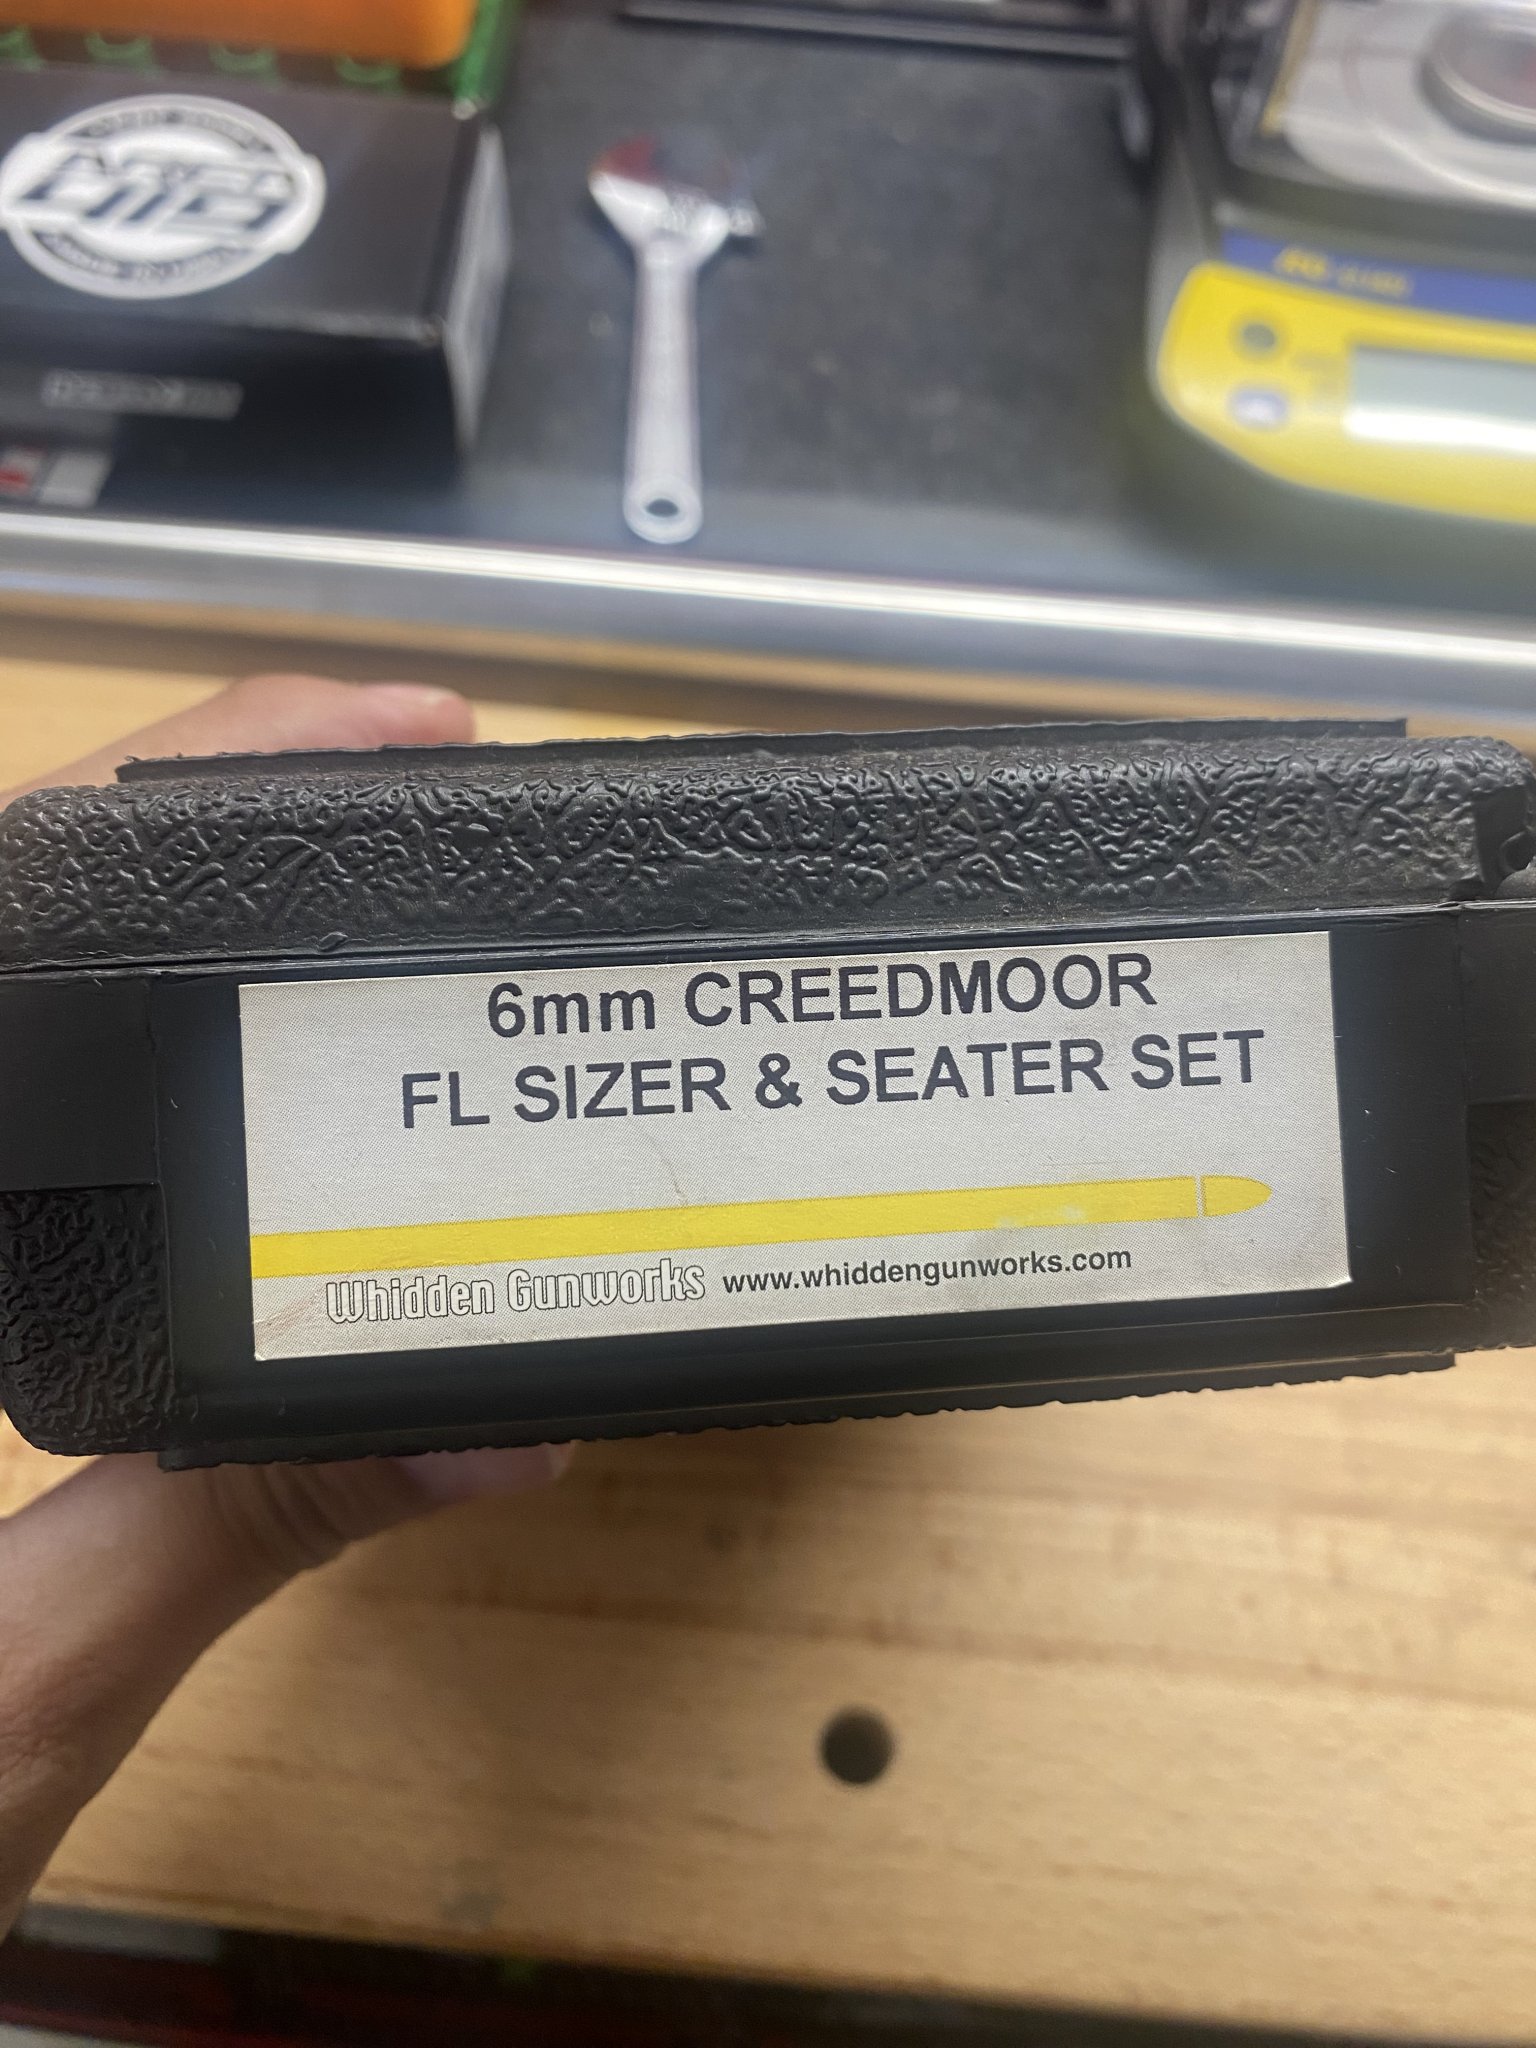 6mm CREEDMOOR
FL SIZER & SEATER SET
Whidden Gunworks www.whiddengunworks.com